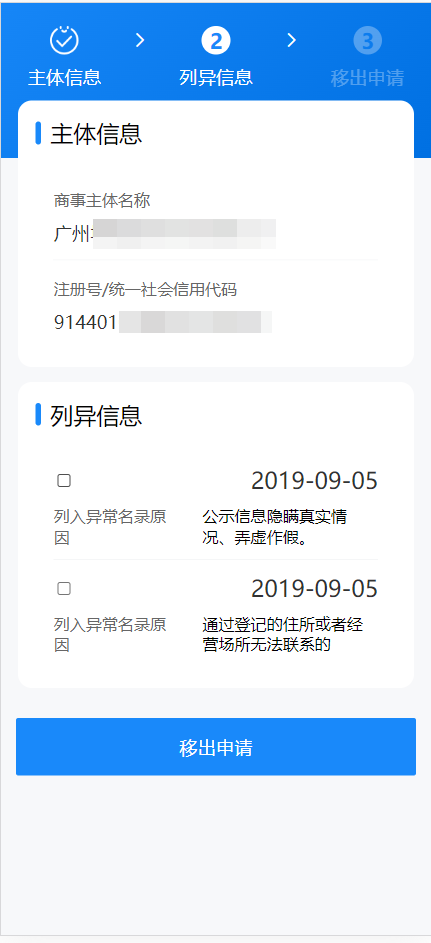 2
3
主体信息
列异信息
移出申请
主体信息
商事主体名称
广州
注册号/统一社会信用代码
914401
列异信息
2019-09-05
列入异常名录原
因
公示信息隐瞒真实情
况、弄虚作假。
2019-09-05
列入异常名录原
因
通过登记的住所或者经
营场所无法联系的
移出申请